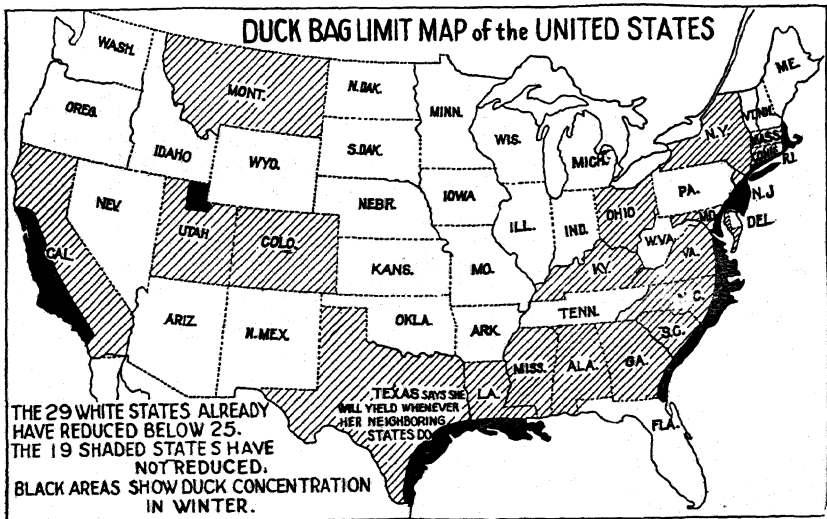 DUCK BAG LIMIT MAP of the UNITED STATES
WASH.
OREG.
IDAHO
MONT.
WYO.
N.DAK.
S.DAK.
NEBR.
KANS.
OKLA.
MINN.
IOWA
MO.
ARK.
WIS.
ILL.
IND.
MICH.
OHIO
KY.
TENN.
MISS.
ALA.
GA.
FLA.
LA.
S.C.
VA.
W.VA.
PA.
N.Y.
ME.
VT.
N.H.
MASS.
CONN.
R.I.
N.J
DEL.
MD.
NEV.
UTAH
COLO.
CAL.
ARIZ.
N.MEX.
TEXAS SAYS SHE
WILL YIELD WHENEVER
HER NEIGHBORING
STATES DO.
THE 29 WHITE STATES ALREADY
HAVE REDUCED BELOW 25.
THE 19 SHADED STATES HAVE
NOT REDUCED.
BLACK AREAS SHOW DUCK CONCENTRATION
IN WINTER.